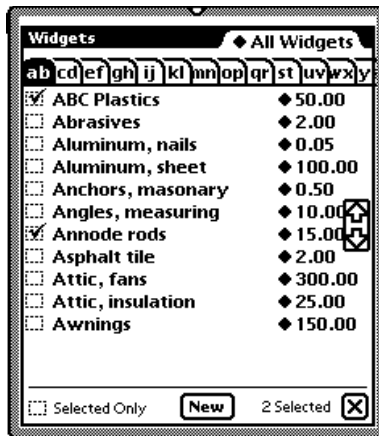 Widgets ◆ All Widgets
ab cd ef gh ij kl mn op qr st uv wx y
ABC Plastics ◆ 50.00
Abrasives ◆ 2.00
Aluminum, nails ◆ 0.05
Aluminum, sheet ◆ 100.00
Anchors, masonary ◆ 0.50
Angles, measuring ◆ 10.00
Annode rods ◆ 15.00
Asphalt tile ◆ 2.00
Attic, fans ◆ 300.00
Attic, insulation ◆ 25.00
Awnings ◆ 150.00
Selected Only New 2 Selected